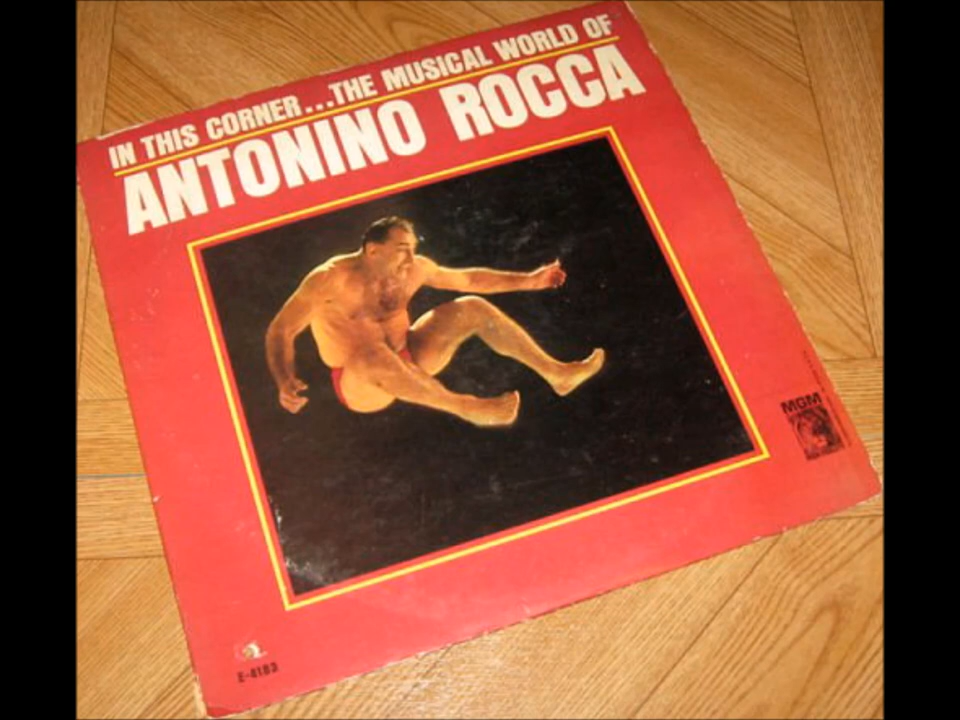 IN THIS CORNER...THE MUSICAL WORLD OF
ANTONINO ROCCA
MGM
E-4183